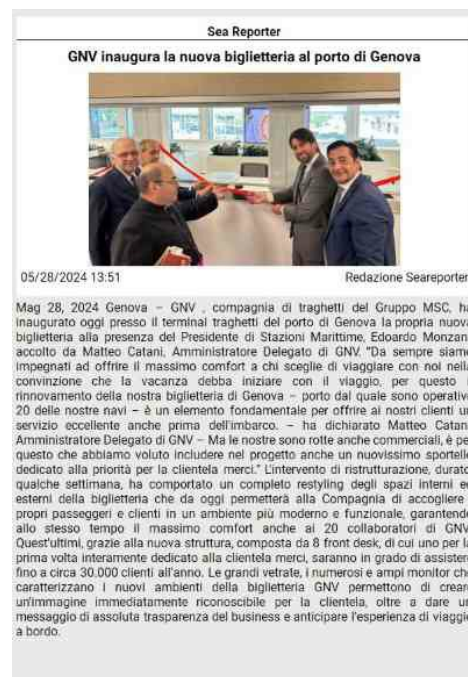 Sea Reporter
GNV inaugura la nuova biglietteria al porto di Genova
05/28/2024 13:51
Redazione Seareporter
Mag 28, 2024 Genova – GNV , compagnia di traghetti del Gruppo MSC, ha
inaugurato oggi presso il terminal traghetti del porto di Genova la propria nuova
biglietteria alla presenza del Presidente di Stazioni Marittime, Edoardo Monzan
accolto da Matteo Catani, Amministratore Delegato di GNV. "Da sempre siam
impegnati ad offrire il massimo comfort a chi sceglie di viaggiare con noi nella
convinzione che la vacanza debba iniziare con il viaggio, per questo
rinnovamento della nostra biglietteria di Genova – porto dal quale sono operative
20 delle nostre navi – è un elemento fondamentale per offrire ai nostri clienti un
servizio eccellente anche prima dell'imbarco. – ha dichiarato Matteo Catan
Amministratore Delegato di GNV – Ma le nostre sono rotte anche commerciali, è pe
questo che abbiamo voluto includere nel progetto anche un nuovissimo sportello
dedicato alla priorità per la clientela merci." L'intervento di ristrutturazione, durato
qualche settimana, ha comportato un completo restyling degli spazi interni ed
esterni della biglietteria che da oggi permetterà alla Compagnia di accogliere
propri passeggeri e clienti in un ambiente più moderno e funzionale, garantendo
allo stesso tempo il massimo comfort anche ai 20 collaboratori di GNV
Quest'ultimi, grazie alla nuova struttura, composta da 8 front desk, di cui uno per la
prima volta interamente dedicato alla clientela merci, saranno in grado di assistere
fino a circa 30.000 clienti all'anno. Le grandi vetrate, i numerosi e ampi monitor che
caratterizzano i nuovi ambienti della biglietteria GNV permettono di creare
un'immagine immediatamente riconoscibile per la clientela, oltre a dare un
messaggio di assoluta trasparenza del business e anticipare l'esperienza di viaggio
a bordo.